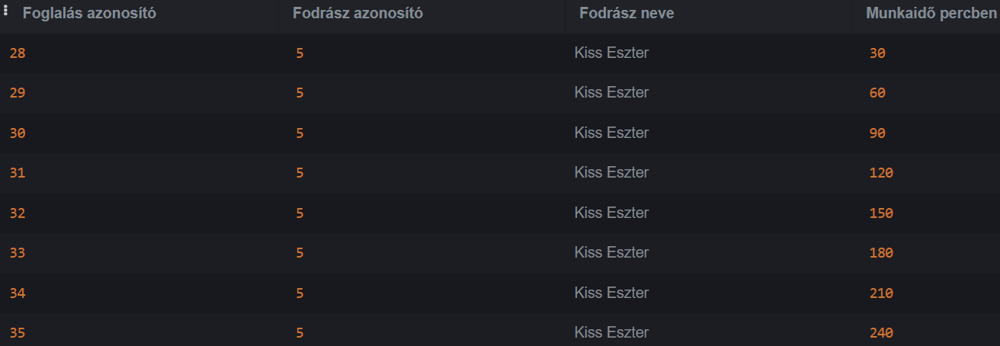 Foglalás azonosító Fodrász azonosító Fodrász neve Munkaidő percben
28 5 Kiss Eszter 30
29 5 Kiss Eszter 60
30 5 Kiss Eszter 90
31 5 Kiss Eszter 120
32 5 Kiss Eszter 150
33 5 Kiss Eszter 180
34 5 Kiss Eszter 210
35 5 Kiss Eszter 240